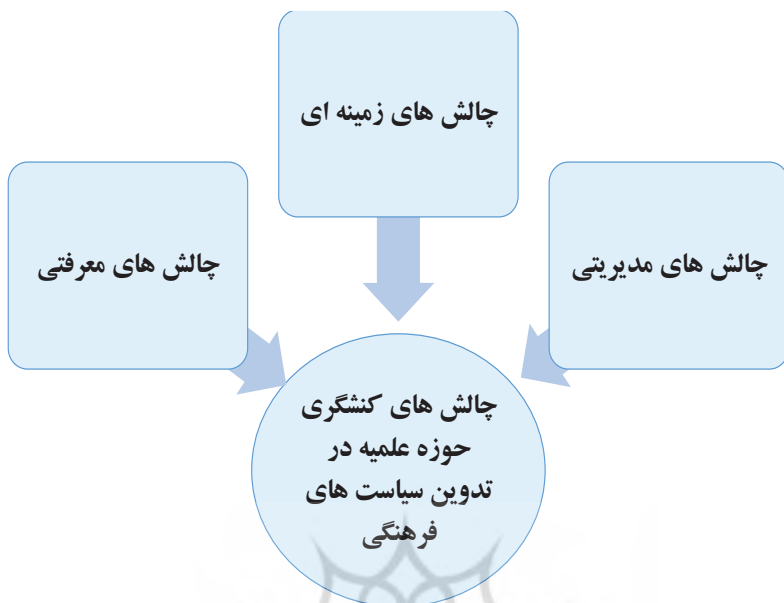 چالش های زمینه ای
چالش های مدیریتی
چالش های معرفتی
چالش های کنشگری
حوزه علمیه در
تدوین سیاست های
فرهنگی